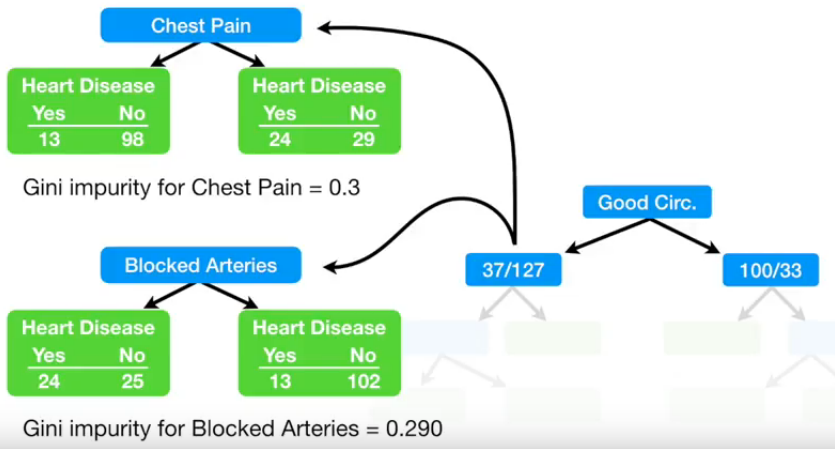 Chest Pain
Heart Disease
Yes No
13 98
Heart Disease
Yes No
24 29
Gini impurity for Chest Pain = 0.3
Good Circ.
37/127
100/33
Blocked Arteries
Heart Disease
Yes No
24 25
Heart Disease
Yes No
13 102
Gini impurity for Blocked Arteries = 0.290